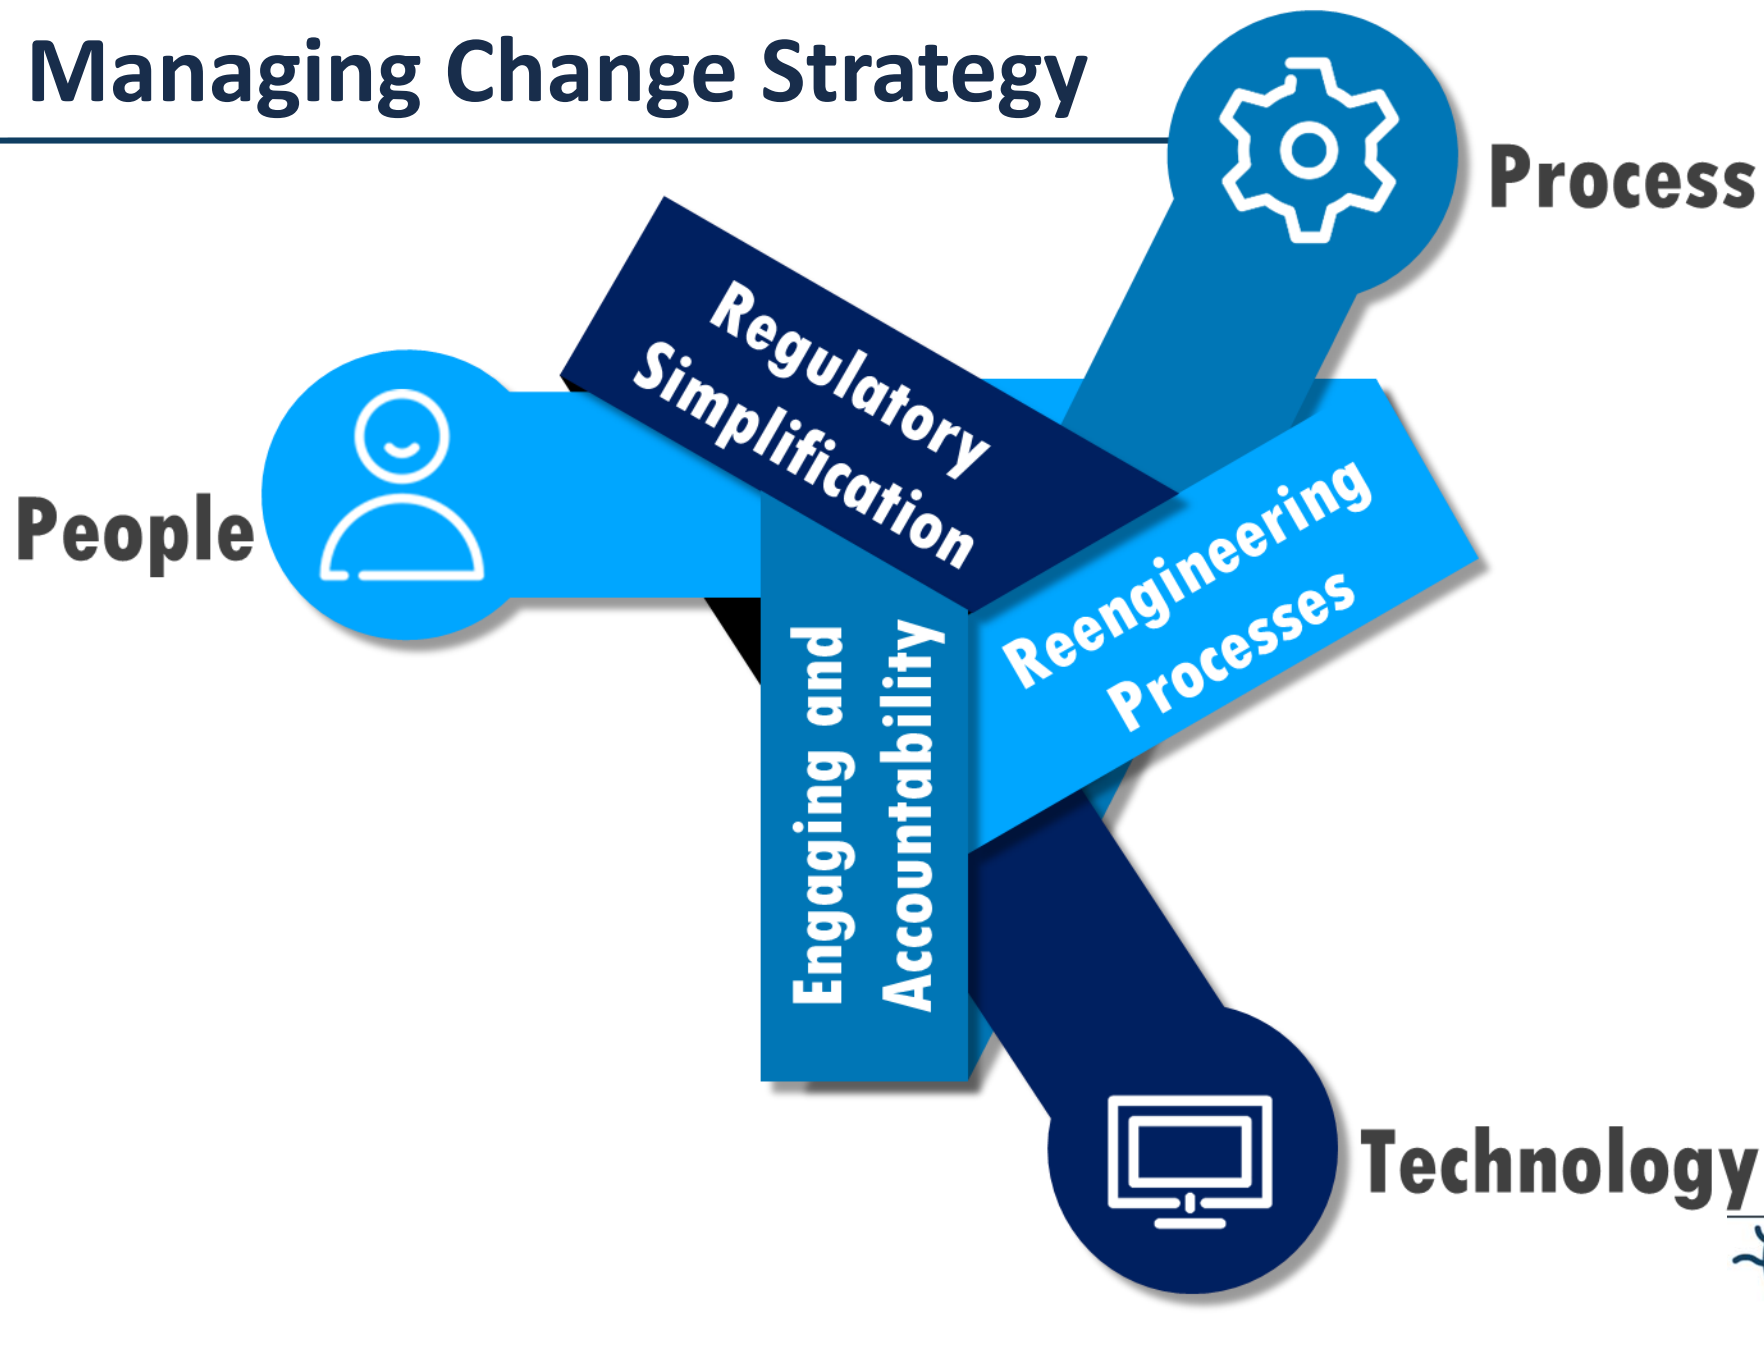 Managing Change Strategy
Process
Regulatory
Simplification
People
Reengineering
Processes
Engaging and
Accountability
Technology